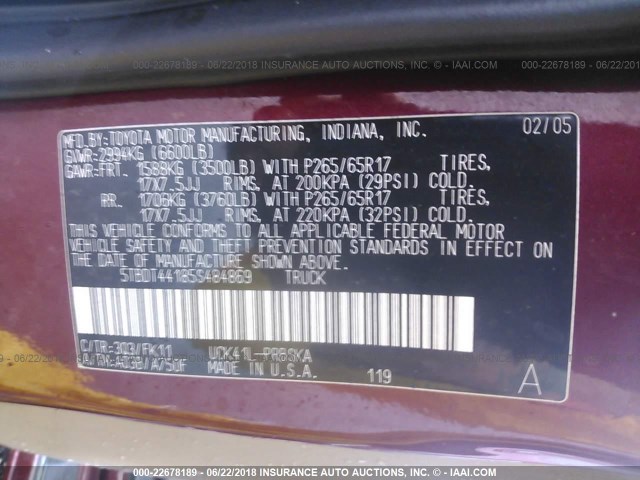 000-22678189 - 06/22/2018 INSURANCE AUTO AUCTIONS, INC. - © IAAI.COM
MFD.BY:TOYOTA MOTOR MANUFACTURING, INDIANA, INC. 02/05
GVWR:2994KG (6600LB)
GAWR:FRT. 1588KG (3500LB) WITH P265/65R17 TIRES,
17X7.5JJ RIMS, AT 200KPA (29PSI) COLD.
RR. 1706KG (3760LB) WITH P265/65R17 TIRES,
17X7.5JJ RIMS, AT 220KPA (32PSI) COLD.
THIS VEHICLE CONFORMS TO ALL APPLICABLE FEDERAL MOTOR
VEHICLE SAFETY AND THEFT PREVENTION STANDARDS IN EFFECT ON
THE DATE OF MANUFACTURE SHOWN ABOVE.
5TBDT44185S484869 TRUCK
C/TR:3Q3/FK11 UCK41L-PRBSKA
A/TM:A03B/A750F MADE IN U.S.A. 119 A
000-22678189 - 06/22/2018 INSURANCE AUTO AUCTIONS, INC. - © IAAI.COM